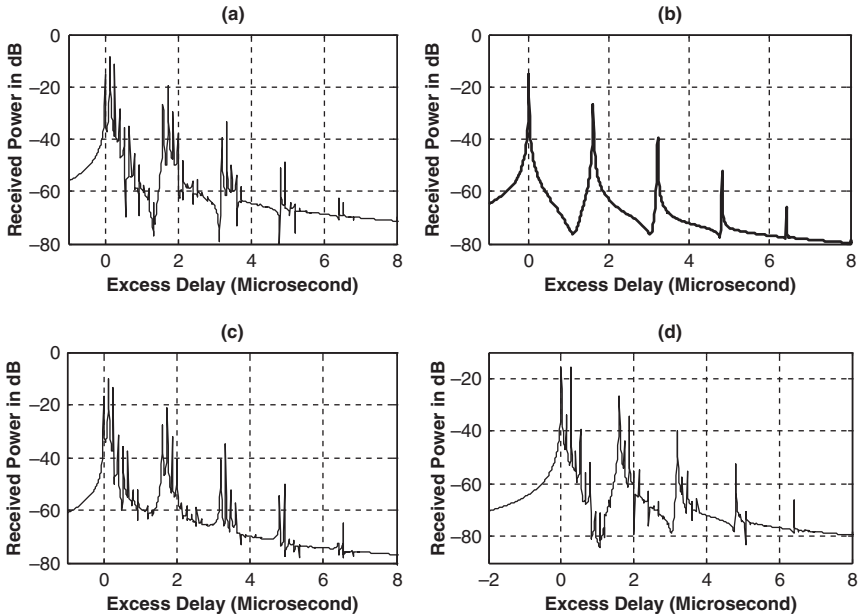 (a)
Received Power in dB
0
−20
−40
−60
−80
0 2 4 6 8
Excess Delay (Microsecond)
(b)
Received Power in dB
0
−20
−40
−60
−80
0 2 4 6 8
Excess Delay (Microsecond)
(c)
Received Power in dB
0
−20
−40
−60
−80
0 2 4 6 8
Excess Delay (Microsecond)
(d)
Received Power in dB
−20
−40
−60
−80
−2 0 2 4 6 8
Excess Delay (Microsecond)